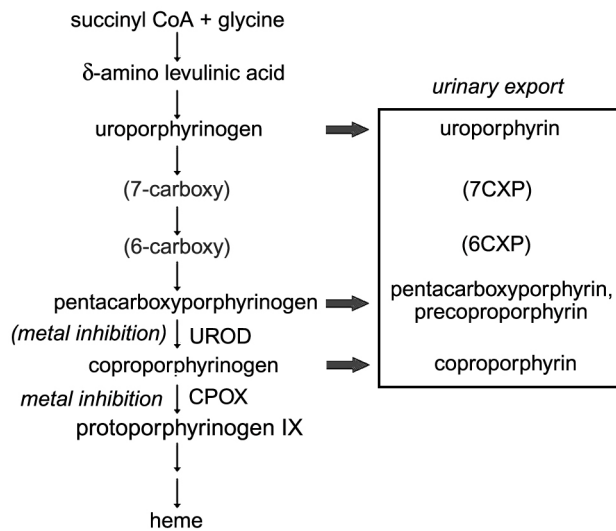 succinyl CoA + glycine
δ-amino levulinic acid
urinary export
uroporphyrinogen
uroporphyrin
(7-carboxy)
(7CXP)
(6-carboxy)
(6CXP)
pentacarboxyporphyrinogen
pentacarboxyporphyrin,
precoproporphyrin
(metal inhibition) UROD
coproporphyrinogen
coproporphyrin
metal inhibition CPOX
protoporphyrinogen IX
heme